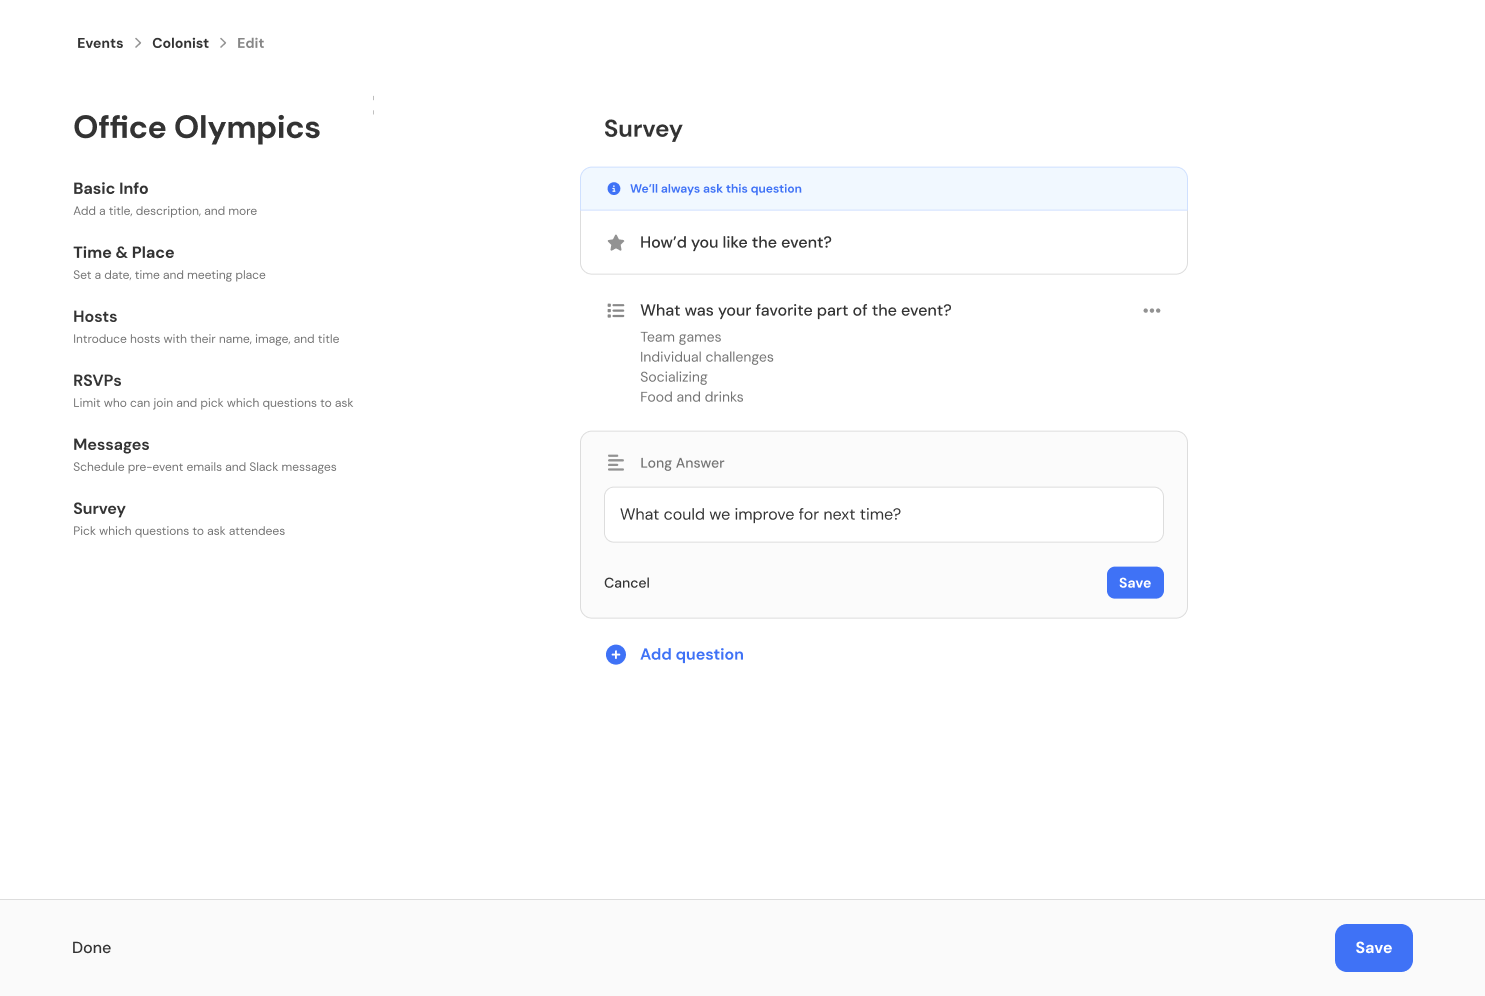 Events > Colonist > Edit
Office Olympics
Basic Info
Add a title, description, and more
Time & Place
Set a date, time and meeting place
Hosts
Introduce hosts with their name, image, and title
RSVPs
Limit who can join and pick which questions to ask
Messages
Schedule pre-event emails and Slack messages
Survey
Pick which questions to ask attendees
Survey
We’ll always ask this question
How’d you like the event?
What was your favorite part of the event?
Team games
Individual challenges
Socializing
Food and drinks
Long Answer
What could we improve for next time?
Cancel
Save
Add question
Done
Save